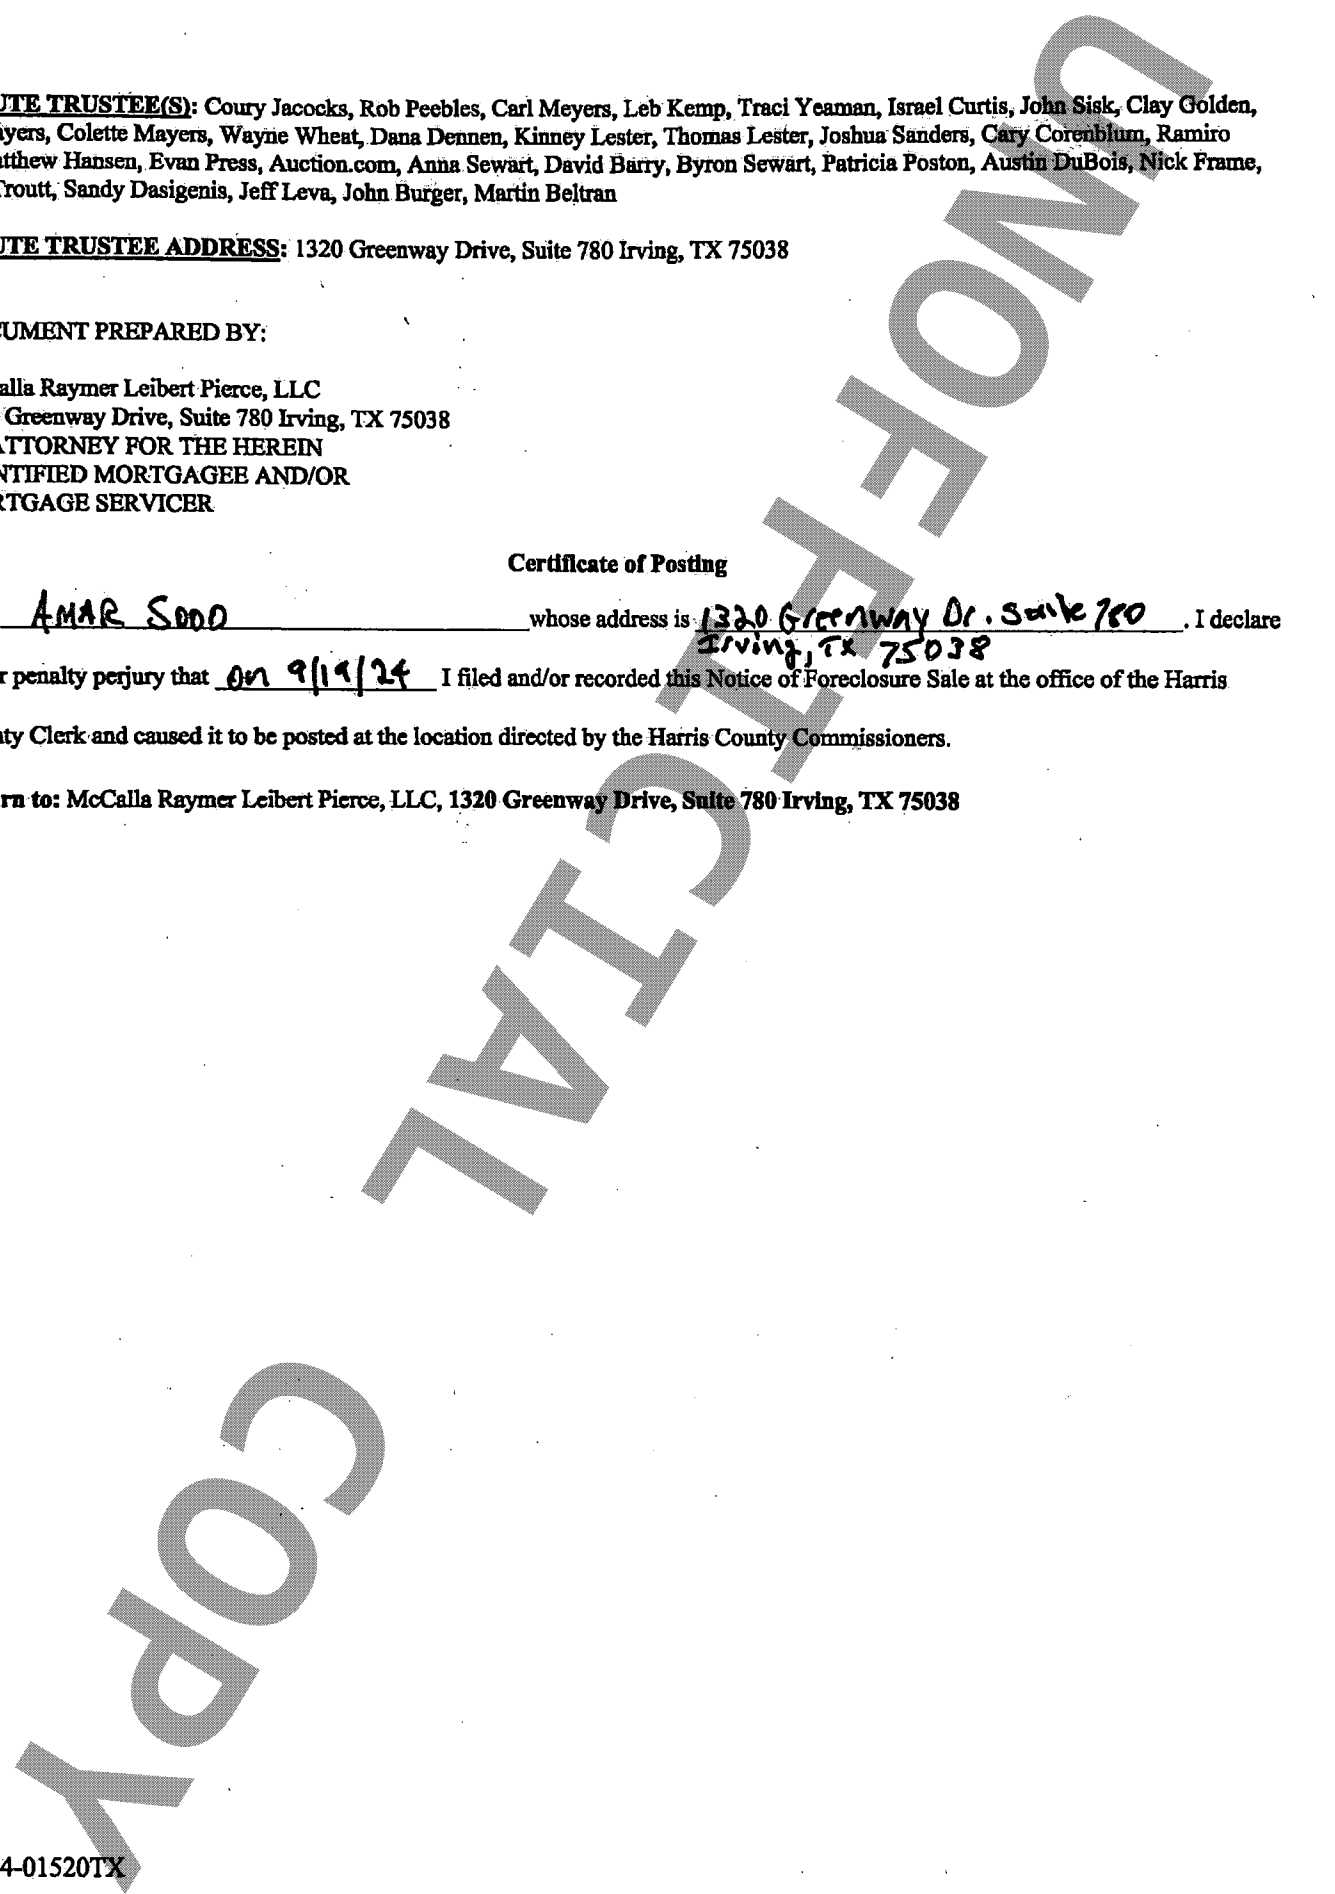 UTE TRUSTEE(S): Coury Jacocks, Rob Peebles, Carl Meyers, Leb Kemp, Traci Yeaman, Israel Curtis, John Sisk, Clay Golden,
yers, Colette Mayers, Wayne Wheat, Dana Dennen, Kinney Lester, Thomas Lester, Joshua Sanders, Cary Corenblum, Ramiro
tthew Hansen, Evan Press, Auction.com, Anna Sewart, David Barry, Byron Sewart, Patricia Poston, Austin DuBois, Nick Frame,
Troutt, Sandy Dasigenis, Jeff Leva, John Burger, Martin Beltran
UTE TRUSTEE ADDRESS: 1320 Greenway Drive, Suite 780 Irving, TX 75038
UMENT PREPARED BY:
alla Raymer Leibert Pierce, LLC
Greenway Drive, Suite 780 Irving, TX 75038
ATTORNEY FOR THE HEREIN
NTIFIED MORTGAGEE AND/OR
RTGAGE SERVICER
Certificate of Posting
AMAR SOOD whose address is 1320 Greenway Dr. Suite 780 . I declare
Irving, TX 75038
r penalty perjury that on 9/19/24 I filed and/or recorded this Notice of Foreclosure Sale at the office of the Harris
ty Clerk and caused it to be posted at the location directed by the Harris County Commissioners.
rn to: McCalla Raymer Leibert Pierce, LLC, 1320 Greenway Drive, Suite 780 Irving, TX 75038
4-01520TX
UNOFFICIAL COPY